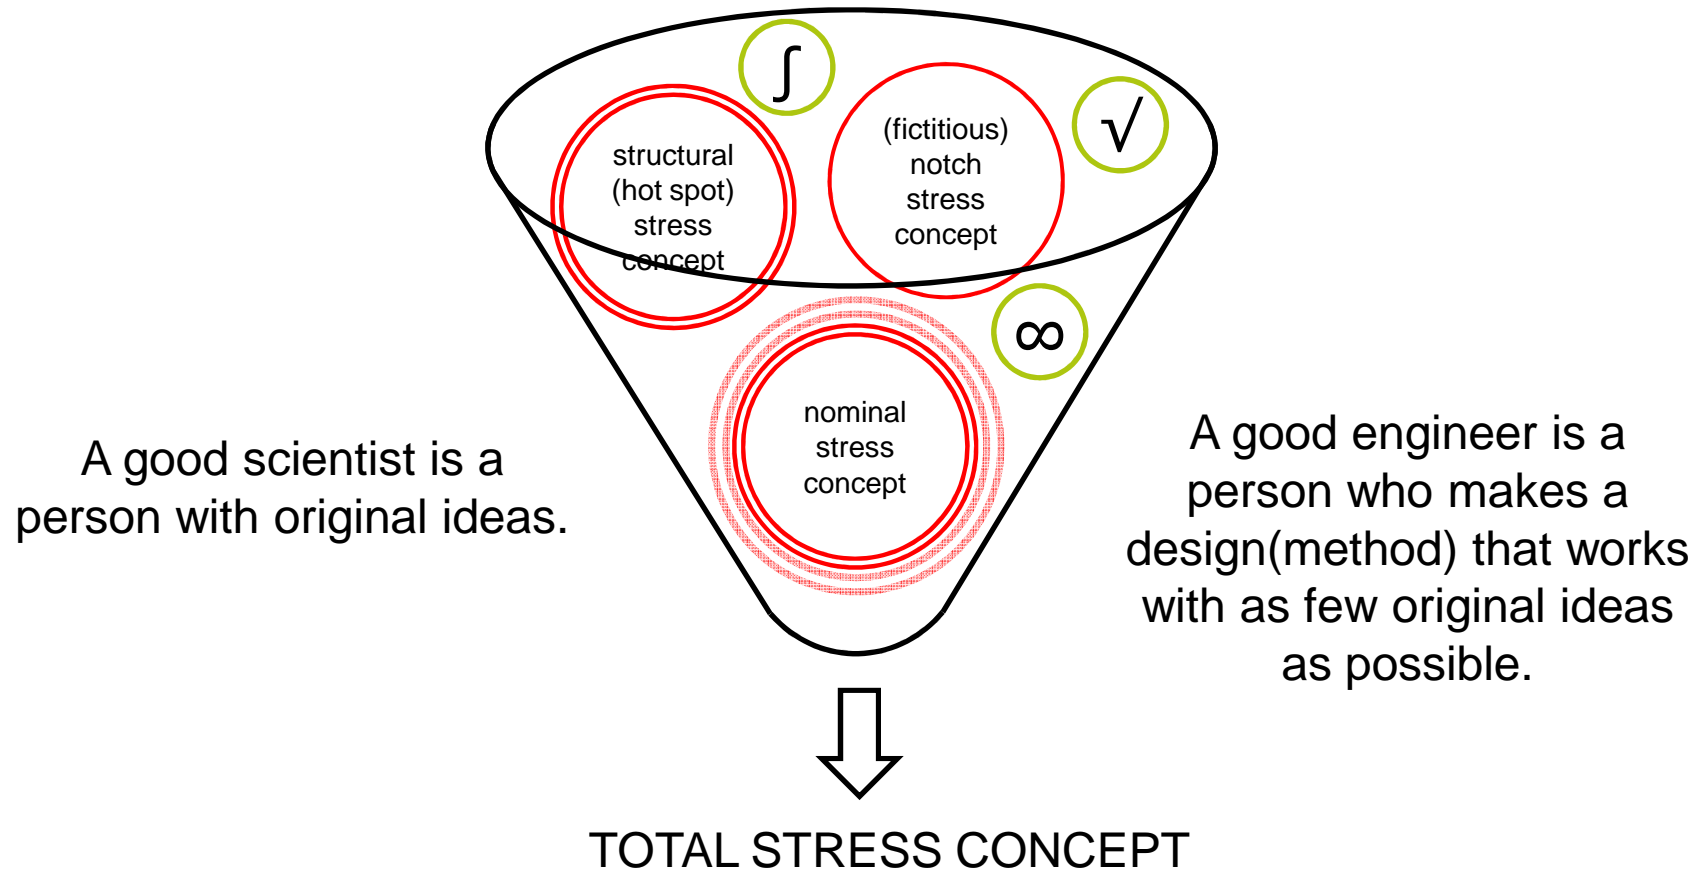 ∫
structural
(hot spot)
stress
concept
(fictitious)
notch
stress
concept
√
∞
nominal
stress
concept
A good scientist is a
person with original ideas.
A good engineer is a
person who makes a
design(method) that works
with as few original ideas
as possible.
TOTAL STRESS CONCEPT